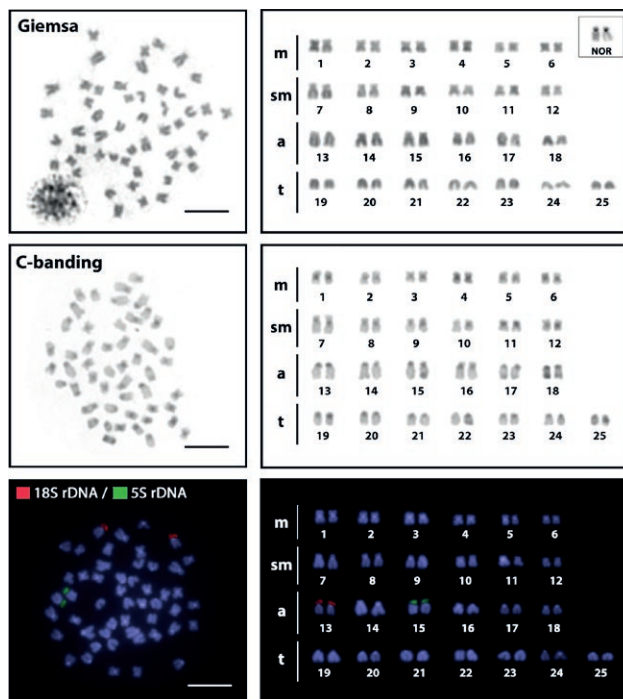 Giemsa
NOR
m
1 2 3 4 5 6
sm
7 8 9 10 11 12
a
13 14 15 16 17 18
t
19 20 21 22 23 24 25
C-banding
m
1 2 3 4 5 6
sm
7 8 9 10 11 12
a
13 14 15 16 17 18
t
19 20 21 22 23 24 25
18S rDNA / 5S rDNA
m
1 2 3 4 5 6
sm
7 8 9 10 11 12
a
13 14 15 16 17 18
t
19 20 21 22 23 24 25